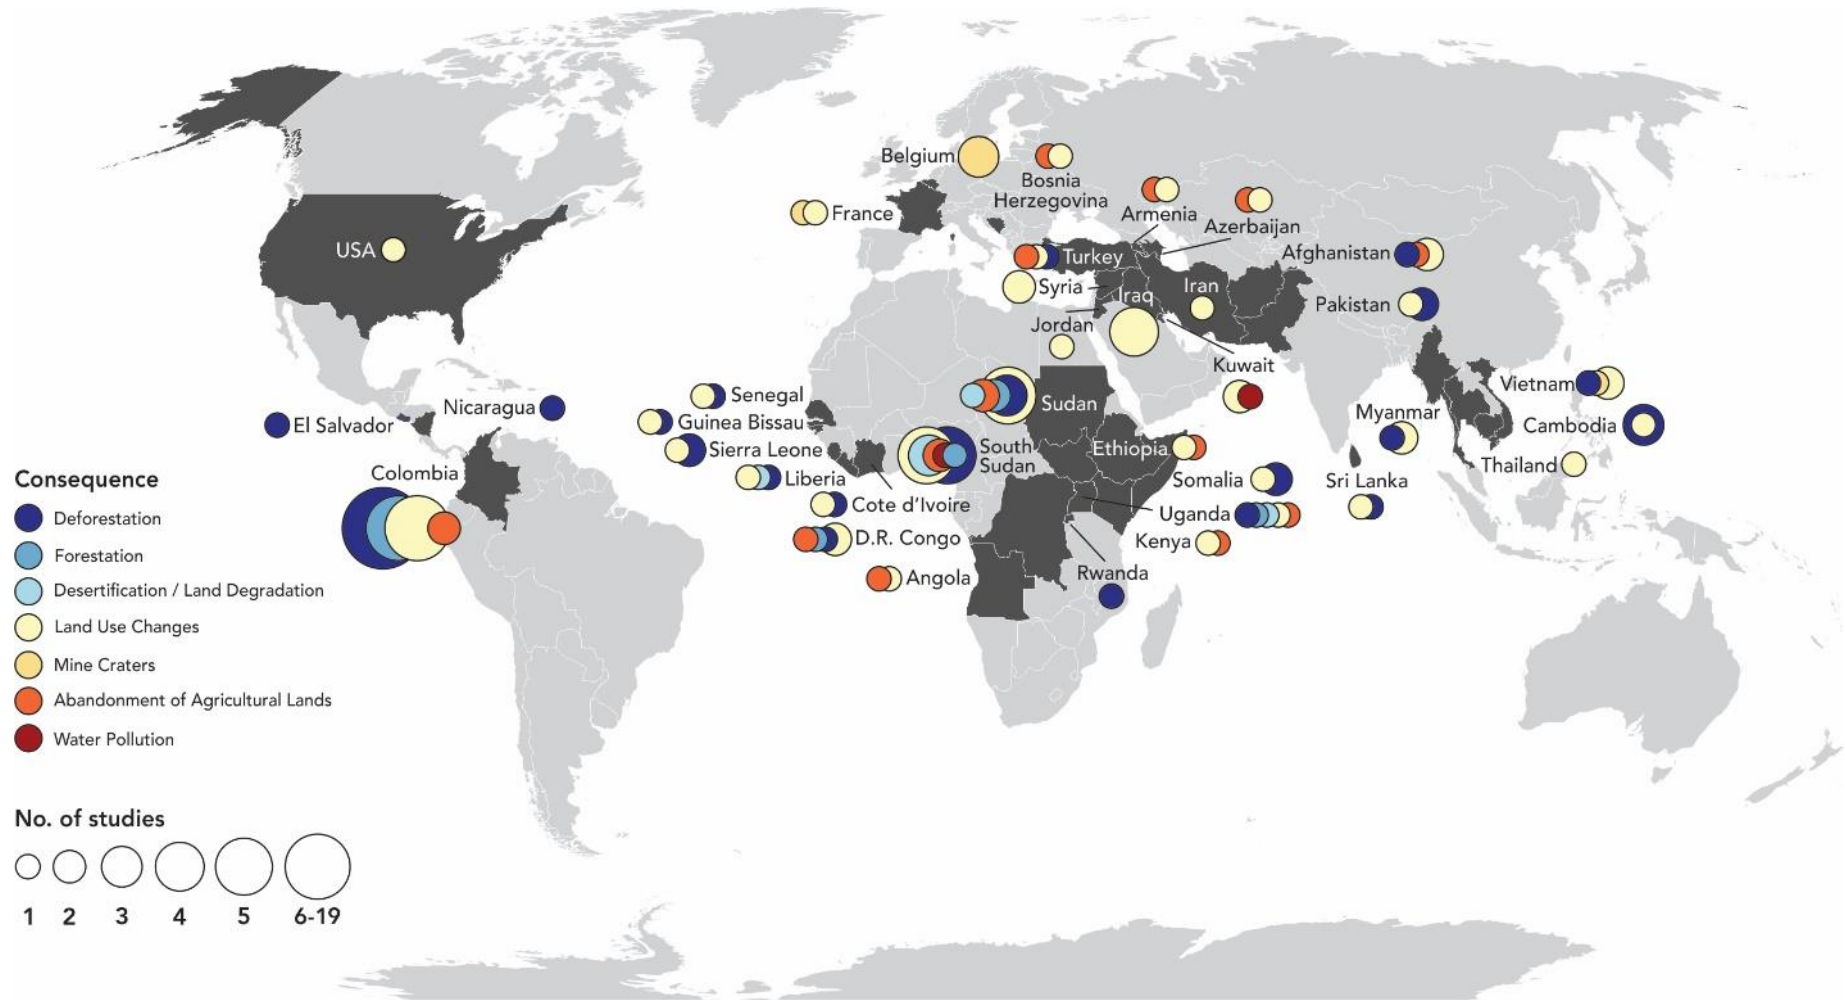 Belgium
Bosnia
Herzegovina
France
Armenia
Azerbaijan
USA
Turkey
Afghanistan
Syria
Iraq
Iran
Pakistan
Jordan
Kuwait
Senegal
Nicaragua
El Salvador
Guinea Bissau
Sudan
Vietnam
Myanmar
Cambodia
Sierra Leone
South
Sudan
Ethiopia
Colombia
Liberia
Somalia
Sri Lanka
Thailand
Cote d'Ivoire
Uganda
D.R. Congo
Kenya
Angola
Rwanda
Consequence
Deforestation
Forestation
Desertification / Land Degradation
Land Use Changes
Mine Craters
Abandonment of Agricultural Lands
Water Pollution
No. of studies
1 2 3 4 5 6-19